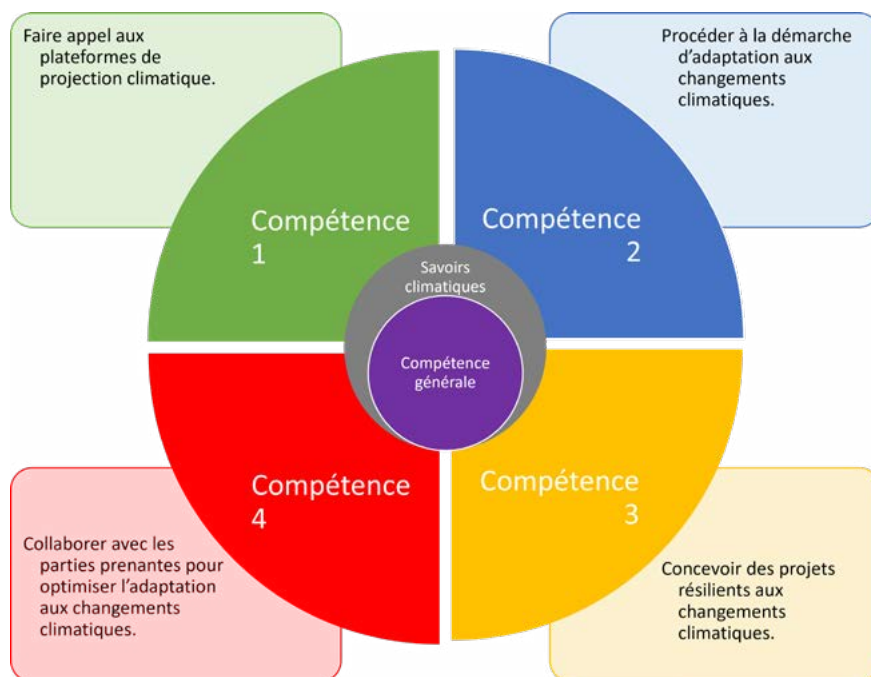 Faire appel aux
plateformes de
projection climatique.
Procéder à la démarche
d’adaptation aux
changements
climatiques.
Compétence
1
Compétence
2
Savoirs
climatiques
Compétence
générale
Compétence
4
Compétence
3
Collaborer avec les
parties prenantes pour
optimiser l’adaptation
aux changements
climatiques.
Concevoir des projets
résilients aux
changements
climatiques.